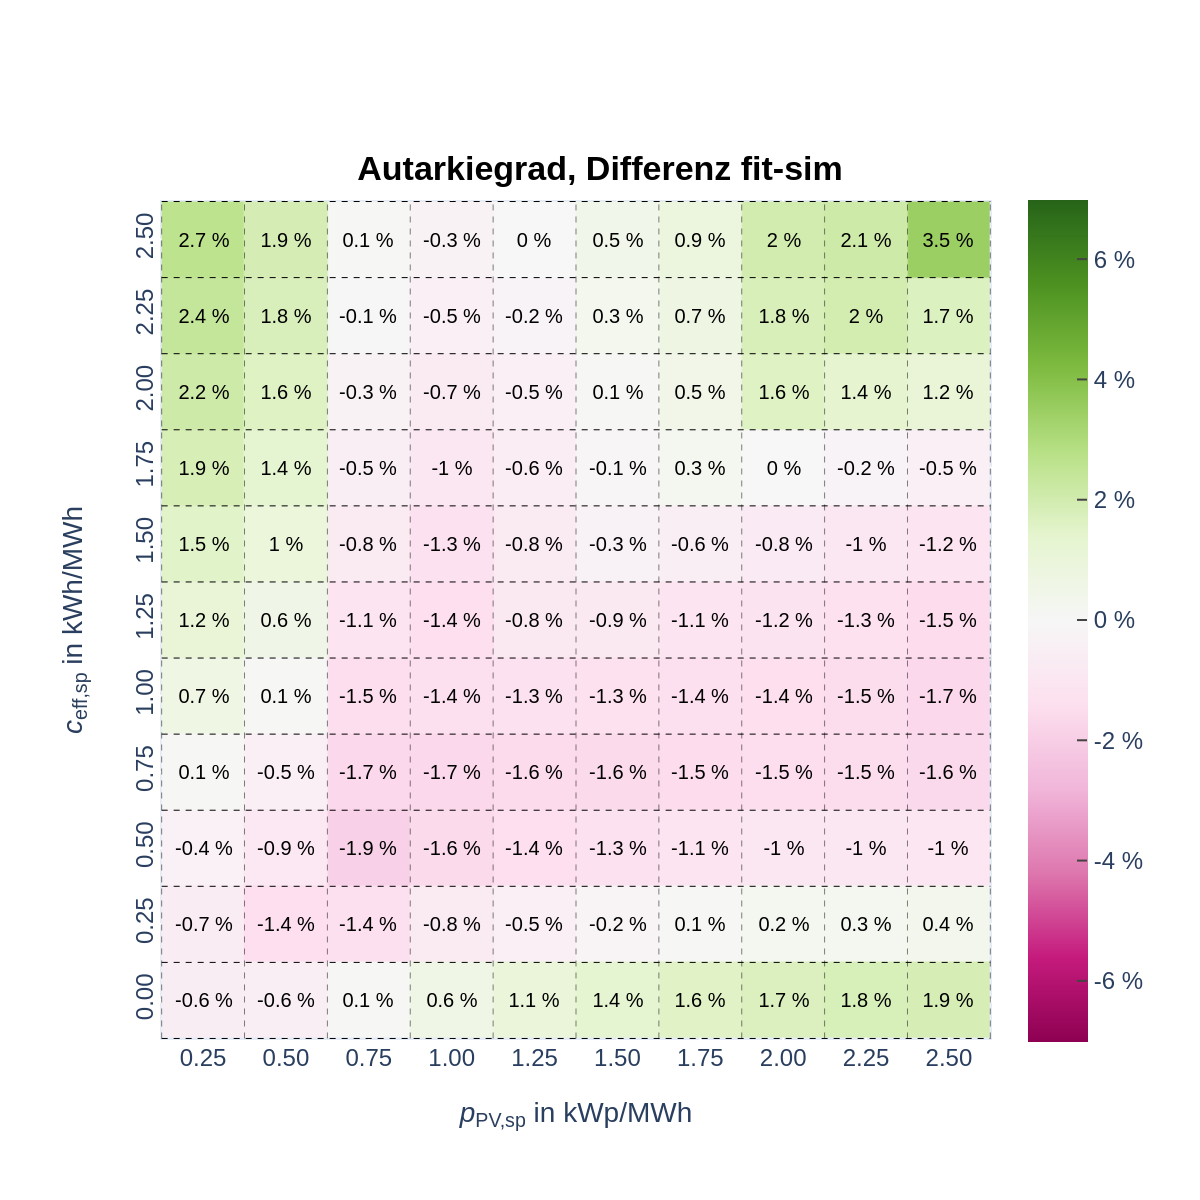 Autarkiegrad, Differenz fit-sim
2.50 2.7 % 1.9 % 0.1 % -0.3 % 0 % 0.5 % 0.9 % 2 % 2.1 % 3.5 %
2.25 2.4 % 1.8 % -0.1 % -0.5 % -0.2 % 0.3 % 0.7 % 1.8 % 2 % 1.7 %
2.00 2.2 % 1.6 % -0.3 % -0.7 % -0.5 % 0.1 % 0.5 % 1.6 % 1.4 % 1.2 %
1.75 1.9 % 1.4 % -0.5 % -1 % -0.6 % -0.1 % 0.3 % 0 % -0.2 % -0.5 %
1.50 1.5 % 1 % -0.8 % -1.3 % -0.8 % -0.3 % -0.6 % -0.8 % -1 % -1.2 %
1.25 1.2 % 0.6 % -1.1 % -1.4 % -0.8 % -0.9 % -1.1 % -1.2 % -1.3 % -1.5 %
1.00 0.7 % 0.1 % -1.5 % -1.4 % -1.3 % -1.3 % -1.4 % -1.4 % -1.5 % -1.7 %
0.75 0.1 % -0.5 % -1.7 % -1.7 % -1.6 % -1.6 % -1.5 % -1.5 % -1.5 % -1.6 %
0.50 -0.4 % -0.9 % -1.9 % -1.6 % -1.4 % -1.3 % -1.1 % -1 % -1 % -1 %
0.25 -0.7 % -1.4 % -1.4 % -0.8 % -0.5 % -0.2 % 0.1 % 0.2 % 0.3 % 0.4 %
0.00 -0.6 % -0.6 % 0.1 % 0.6 % 1.1 % 1.4 % 1.6 % 1.7 % 1.8 % 1.9 %
0.25 0.50 0.75 1.00 1.25 1.50 1.75 2.00 2.25 2.50
pPV,sp in kWp/MWh
ceff,sp in kWh/MWh
6 %
4 %
2 %
0 %
-2 %
-4 %
-6 %